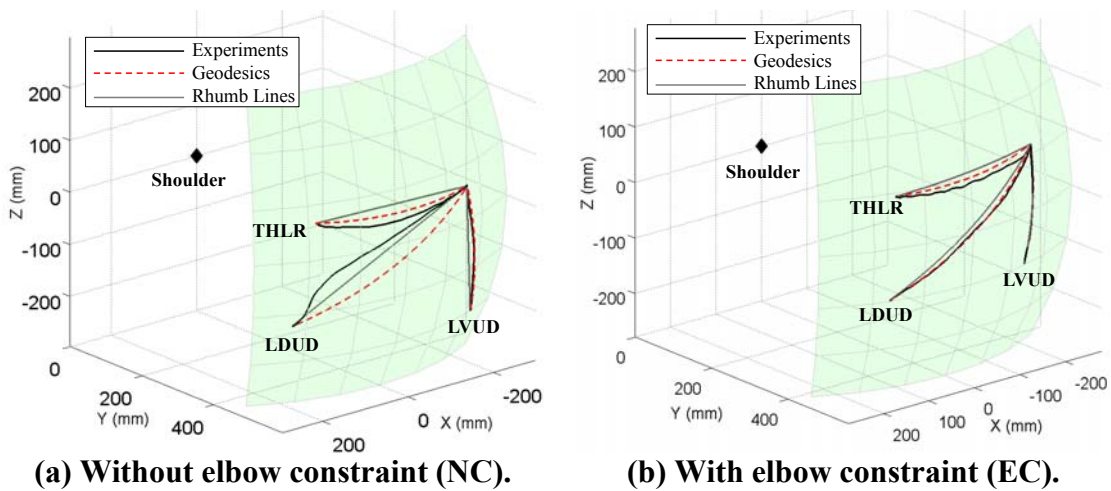 Experiments
Geodesics
Rhumb Lines
200
100
0
-100
-200
Z (mm)
Shoulder
THLR
LDUD
LVUD
0
200
400
Y (mm)
200
0
-200
X (mm)
(a) Without elbow constraint (NC).
Experiments
Geodesics
Rhumb Lines
200
100
0
-100
-200
Z (mm)
Shoulder
THLR
LDUD
LVUD
0
200
400
Y (mm)
200
100
0
-100
-200
X (mm)
(b) With elbow constraint (EC).